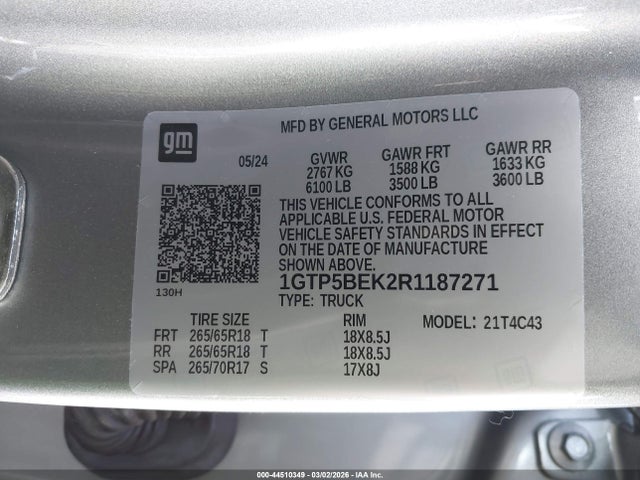 gm
MFD BY GENERAL MOTORS LLC
05/24 GVWR GAWR FRT GAWR RR
2767 KG 1588 KG 1633 KG
6100 LB 3500 LB 3600 LB
THIS VEHICLE CONFORMS TO ALL
APPLICABLE U.S. FEDERAL MOTOR
VEHICLE SAFETY STANDARDS IN EFFECT
ON THE DATE OF MANUFACTURE
SHOWN ABOVE.
1GTP5BEK2R1187271
130H
TYPE: TRUCK
TIRE SIZE RIM MODEL: 21T4C43
FRT 265/65R18 T 18X8.5J
RR 265/65R18 T 18X8.5J
SPA 265/70R17 S 17X8J
000-44510349 - 03/02/2026 - IAAI.COM